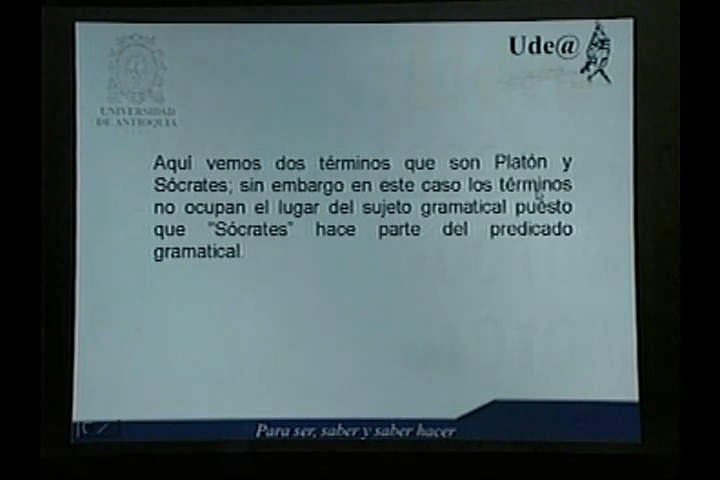 Ude@
UNIVERSIDAD
DE ANTIOQUIA
Aquí vemos dos términos que son Platón y
Sócrates; sin embargo en este caso los términos
no ocupan el lugar del sujeto gramatical puesto
que "Sócrates" hace parte del predicado
gramatical.
Para ser, saber y saber hacer